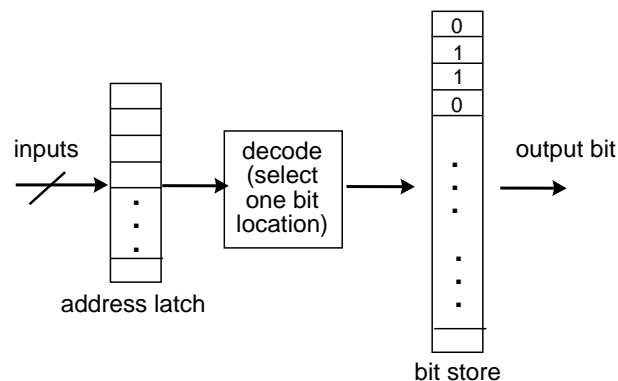 inputs
address latch
decode
(select
one bit
location)
0
1
1
0
bit store
output bit